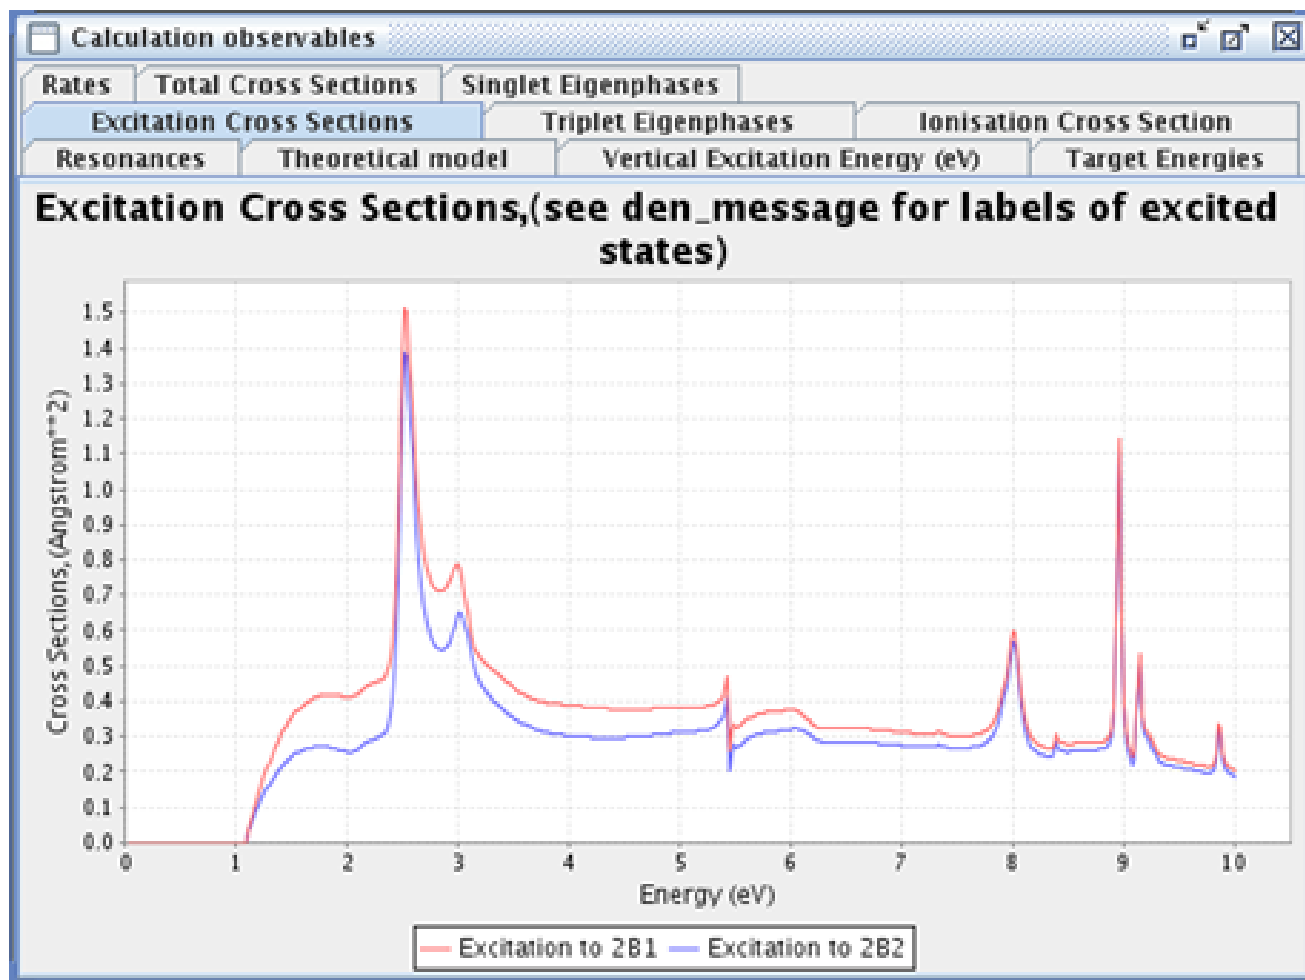 Calculation observables
Rates
Total Cross Sections
Singlet Eigenphases
Excitation Cross Sections
Triplet Eigenphases
Ionisation Cross Section
Resonances
Theoretical model
Vertical Excitation Energy (eV)
Target Energies
Excitation Cross Sections,(see den_message for labels of excited
states)
Cross Sections,(Angstrom**2)
1.5
1.4
1.3
1.2
1.1
1.0
0.9
0.8
0.7
0.6
0.5
0.4
0.3
0.2
0.1
0.0
0 1 2 3 4 5 6 7 8 9 10
Energy (eV)
Excitation to 2B1 Excitation to 2B2